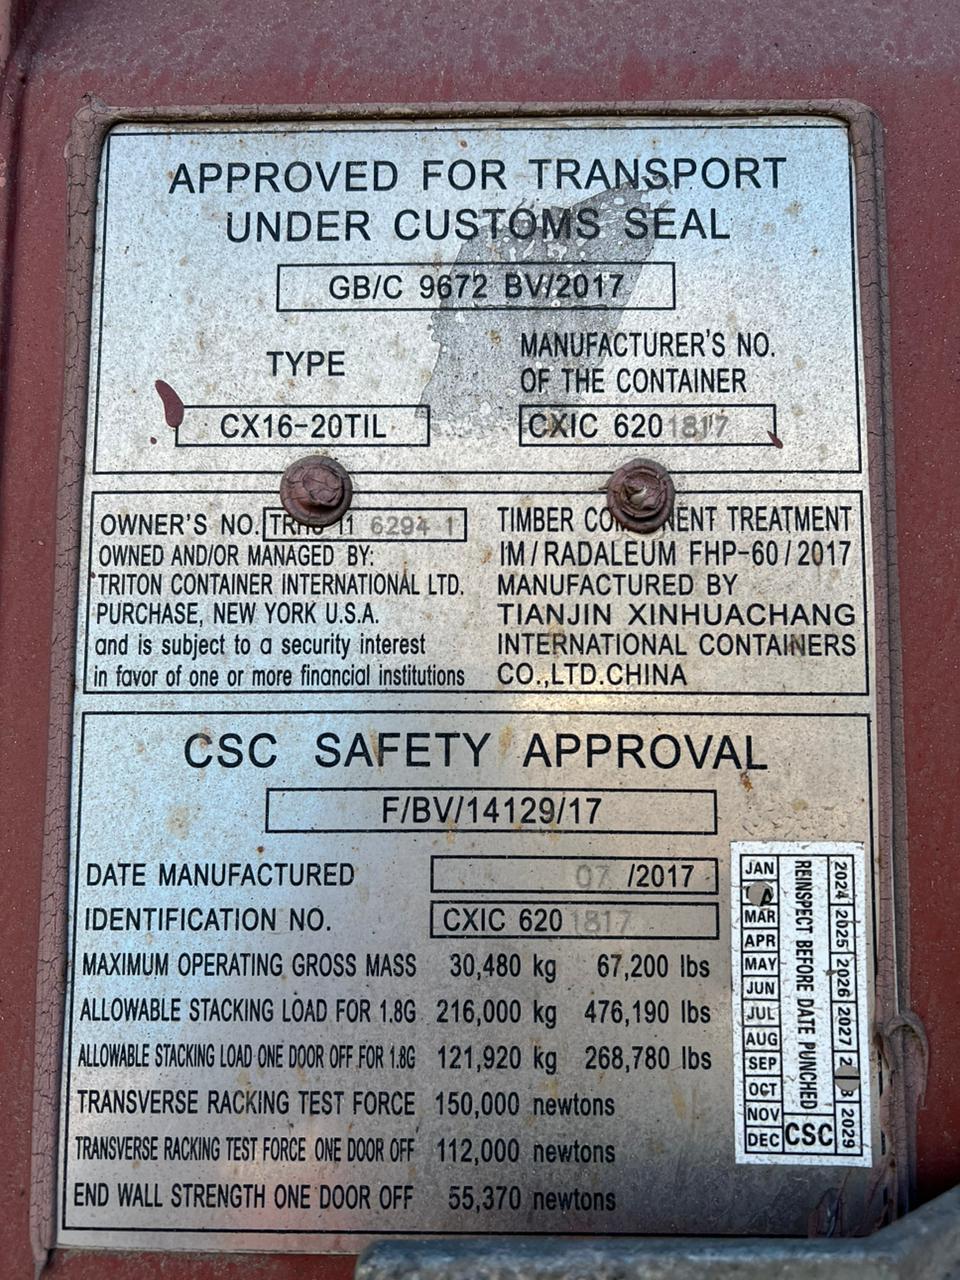 APPROVED FOR TRANSPORT
UNDER CUSTOMS SEAL
GB/C 9672 BV/2017
TYPE
CX16-20TIL
MANUFACTURER'S NO.
OF THE CONTAINER
CXIC 620 1817
OWNER'S NO. 11 6294 1
OWNED AND/OR MANAGED BY:
TRITON CONTAINER INTERNATIONAL LTD.
PURCHASE, NEW YORK U.S.A.
and is subject to a security interest
in favor of one or more financial institutions
TIMBER COMPONENT TREATMENT
IM/RADALEUM FHP-60/2017
MANUFACTURED BY
TIANJIN XINHUACHANG
INTERNATIONAL CONTAINERS
CO.,LTD.CHINA
CSC SAFETY APPROVAL
F/BV/14129/17
DATE MANUFACTURED 07 /2017
IDENTIFICATION NO. CXIC 620 1817
MAXIMUM OPERATING GROSS MASS 30,480 kg 67,200 lbs
ALLOWABLE STACKING LOAD FOR 1.8G 216,000 kg 476,190 lbs
ALLOWABLE STACKING LOAD ONE DOOR OFF FOR 1.8G 121,920 kg 268,780 lbs
TRANSVERSE RACKING TEST FORCE 150,000 newtons
TRANSVERSE RACKING TEST FORCE ONE DOOR OFF 112,000 newtons
END WALL STRENGTH ONE DOOR OFF 55,370 newtons
JAN
MAR
APR
MAY
JUN
JUL
AUG
SEP
OCT
NOV
DEC
REINSPECT BEFORE DATE PUNCHED
CSC
2024 2025 2026 2027 2029